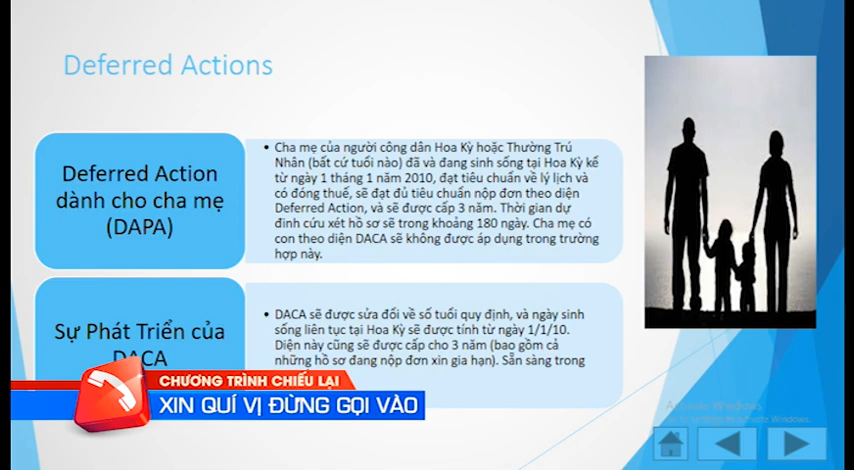 Deferred Actions
Deferred Action
dành cho cha mẹ
(DAPA)
• Cha mẹ của người công dân Hoa Kỳ hoặc Thường Trú
Nhân (bất cứ tuổi nào) đã và đang sinh sống tại Hoa Kỳ kể
từ ngày 1 tháng 1 năm 2010, đạt tiêu chuẩn về lý lịch và
có đóng thuế, sẽ đạt đủ tiêu chuẩn nộp đơn theo diện
Deferred Action, và sẽ được cấp 3 năm. Thời gian dự
đinh cứu xét hồ sơ sẽ trong khoảng 180 ngày. Cha mẹ có
con theo diện DACA sẽ không được áp dụng trong trường
hợp này.
Sự Phát Triển của
DACA
• DACA sẽ được sửa đổi về số tuổi quy định, và ngày sinh
sống liên tục tại Hoa Kỳ sẽ được tính từ ngày 1/1/10.
Diện này cũng sẽ được cấp cho 3 năm (bao gồm cả
những hồ sơ đang nộp đơn xin gia hạn). Sẵn sàng trong
CHƯƠNG TRÌNH CHIẾU LẠI
XIN QUÍ VỊ ĐỪNG GỌI VÀO
Activate Windows
Windows.